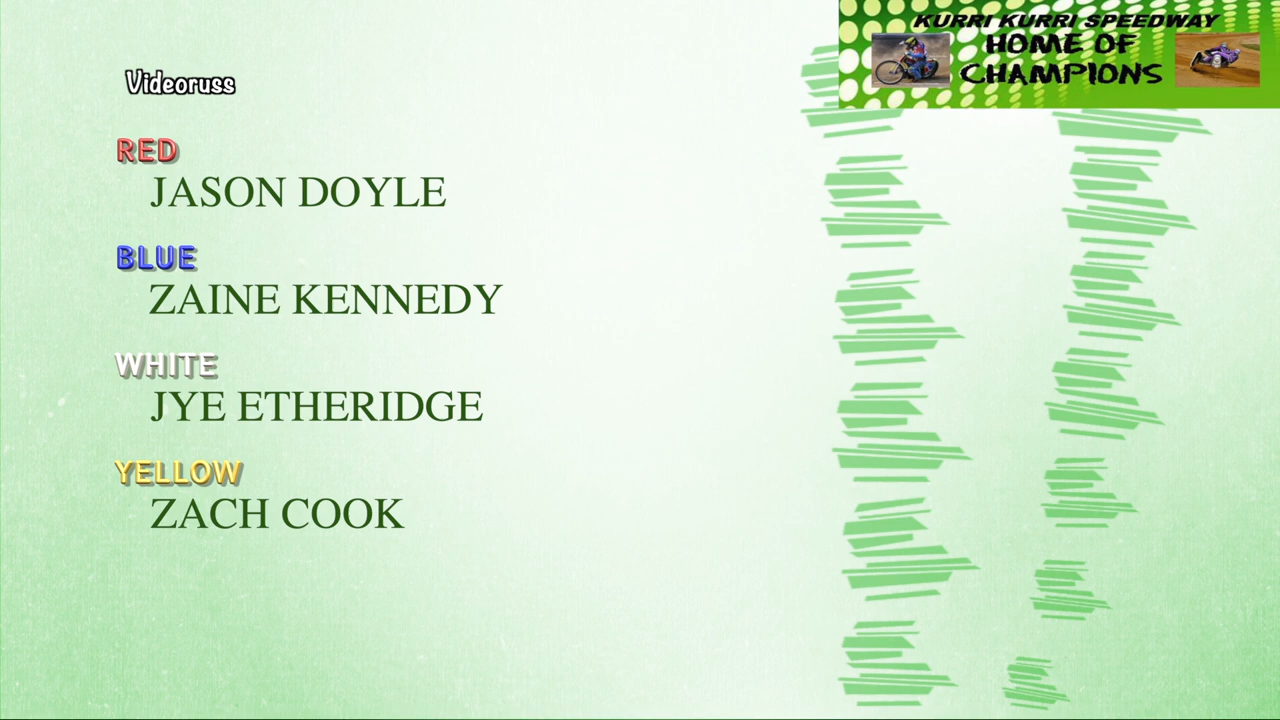 KURRI KURRI SPEEDWAY
HOME OF
CHAMPIONS
Videoruss
RED
JASON DOYLE
BLUE
ZAINE KENNEDY
WHITE
JYE ETHERIDGE
YELLOW
ZACH COOK